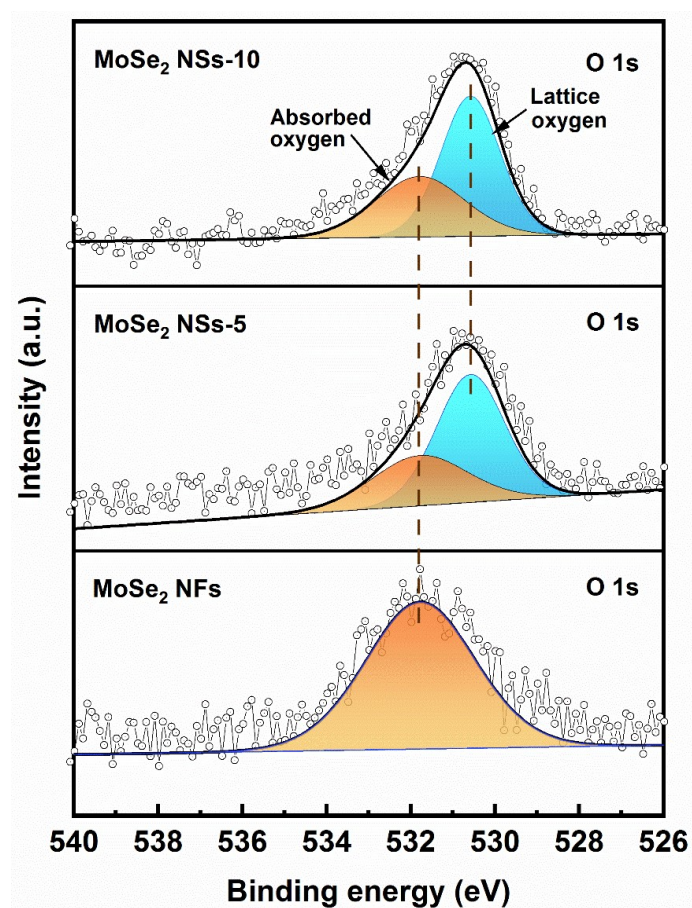 MoSe₂ NSs-10
O 1s
Absorbed
oxygen
Lattice
oxygen
MoSe₂ NSs-5
O 1s
MoSe₂ NFs
O 1s
Intensity (a.u.)
540 538 536 534 532 530 528 526
Binding energy (eV)